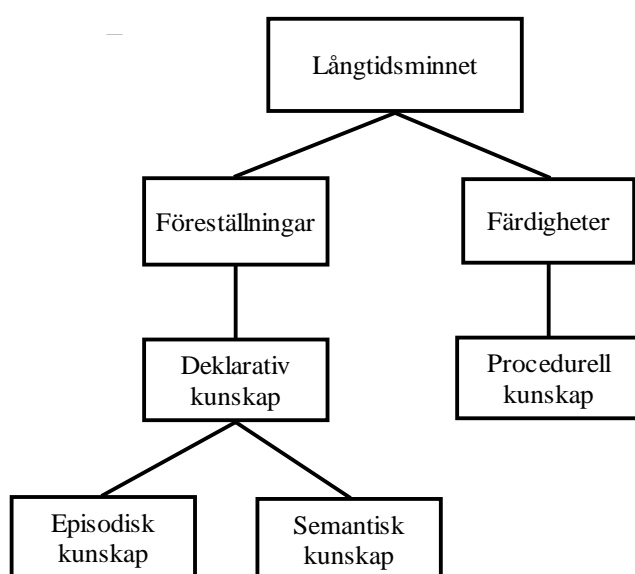 Långtidsminnet
Föreställningar
Färdigheter
Deklarativ
kunskap
Procedurell
kunskap
Episodisk
kunskap
Semantisk
kunskap